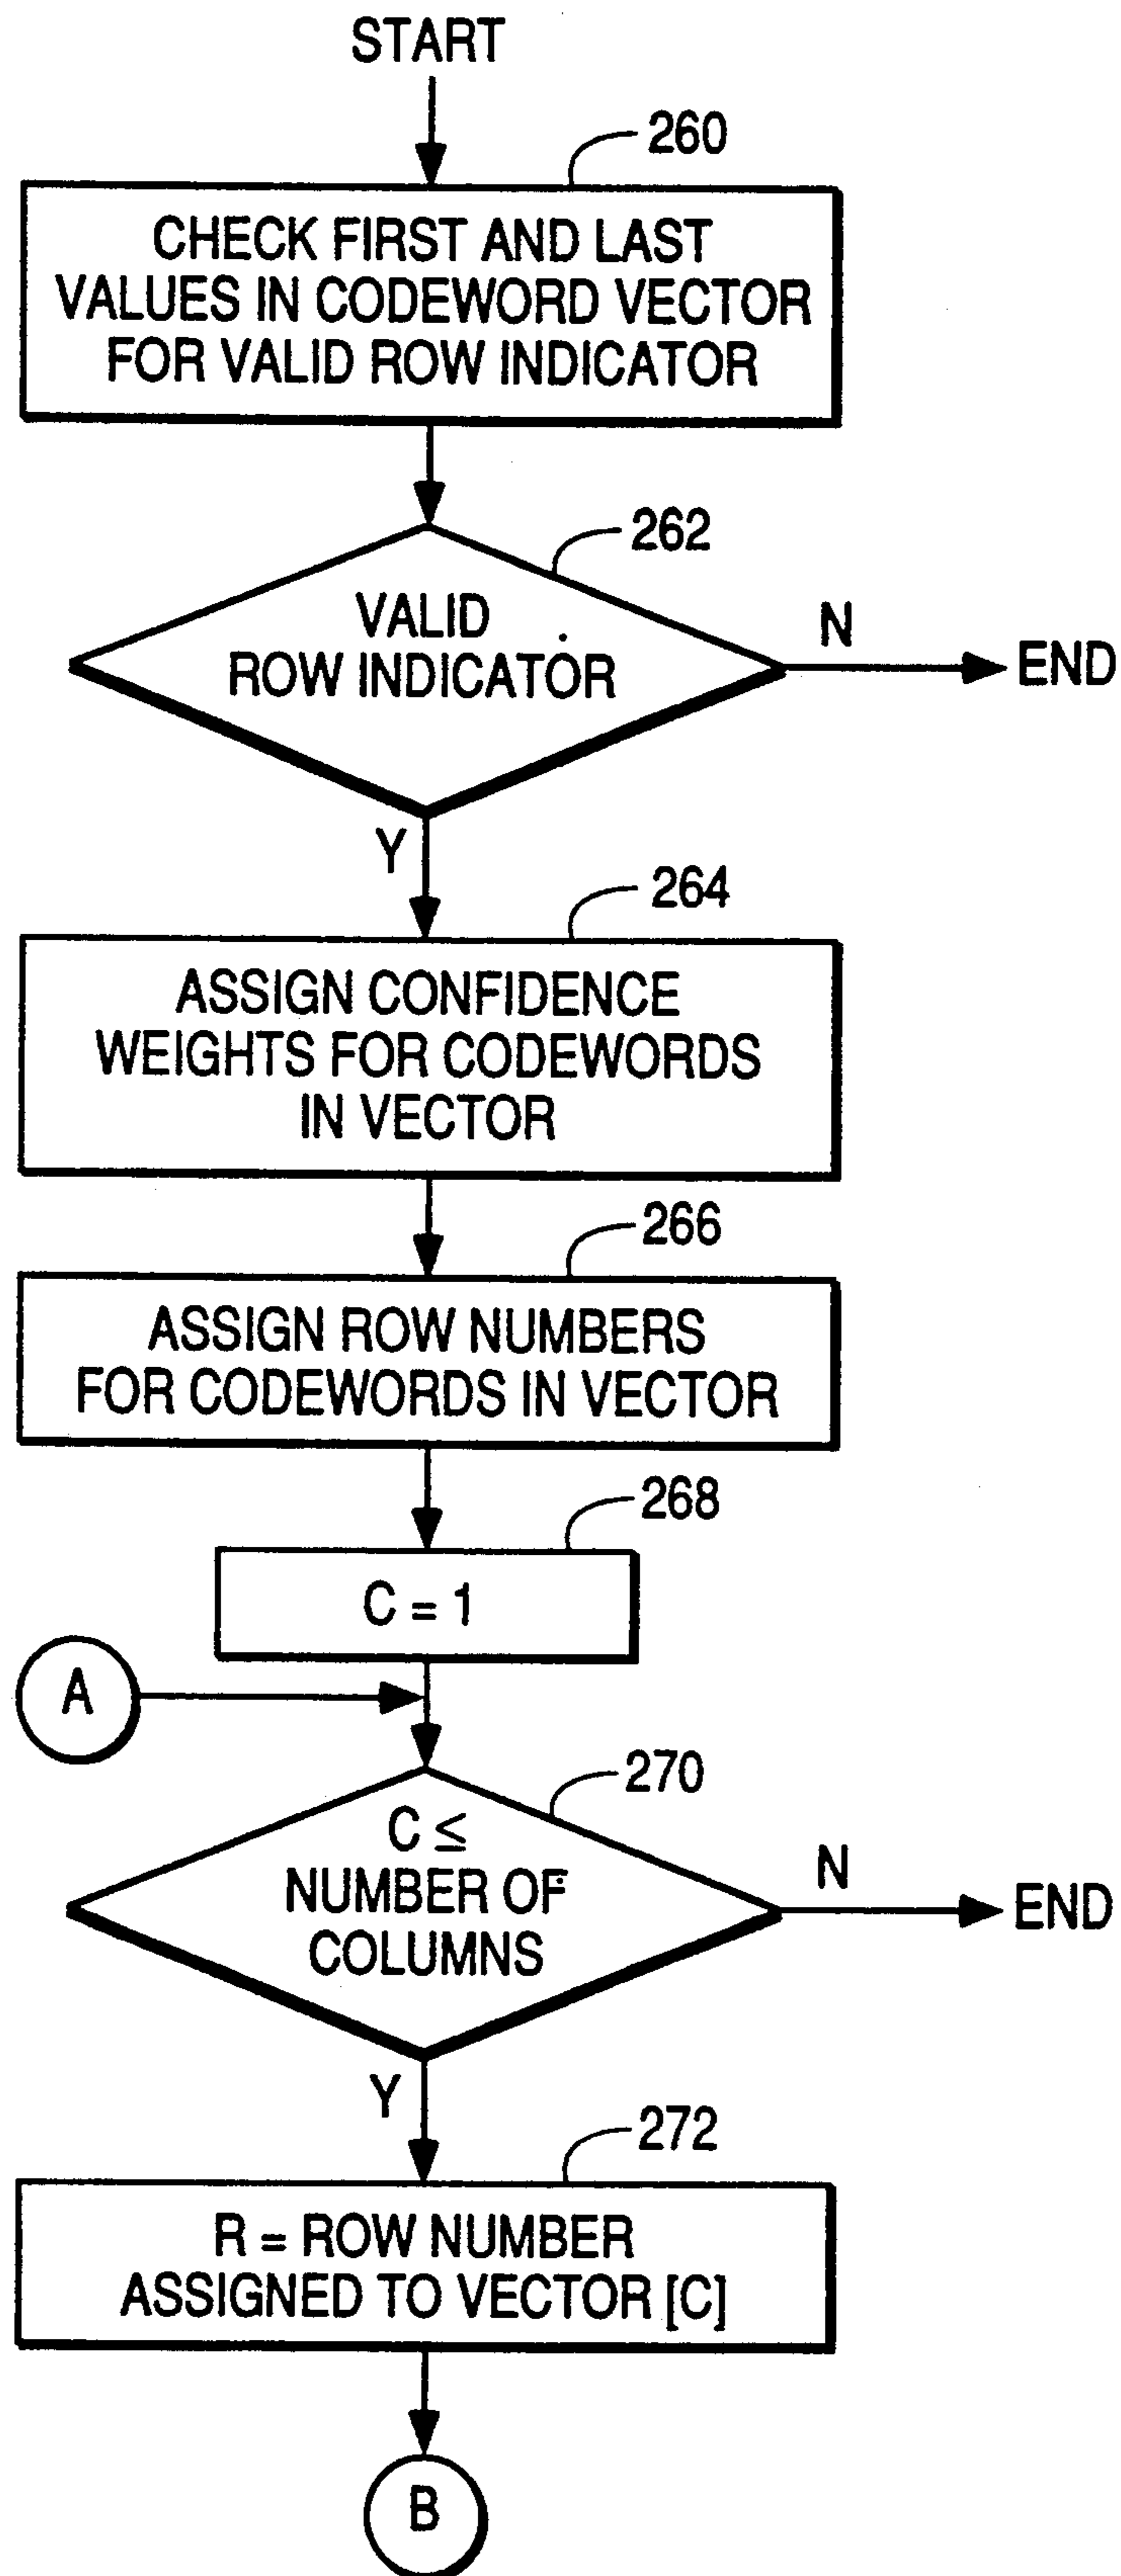 START
260
CHECK FIRST AND LAST
VALUES IN CODEWORD VECTOR
FOR VALID ROW INDICATOR
262
VALID
ROW INDICATOR
N
END
Y
264
ASSIGN CONFIDENCE
WEIGHTS FOR CODEWORDS
IN VECTOR
266
ASSIGN ROW NUMBERS
FOR CODEWORDS IN VECTOR
268
C = 1
A
270
C ≤
NUMBER OF
COLUMNS
N
END
Y
272
R = ROW NUMBER
ASSIGNED TO VECTOR [C]
B